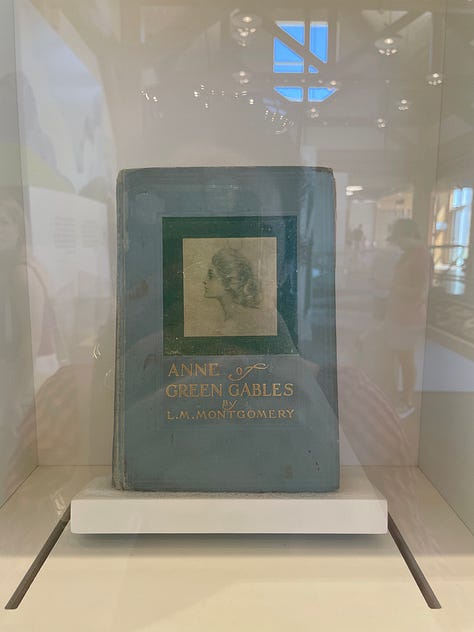 ANNE of
GREEN GABLES
By
L.M. MONTGOMERY